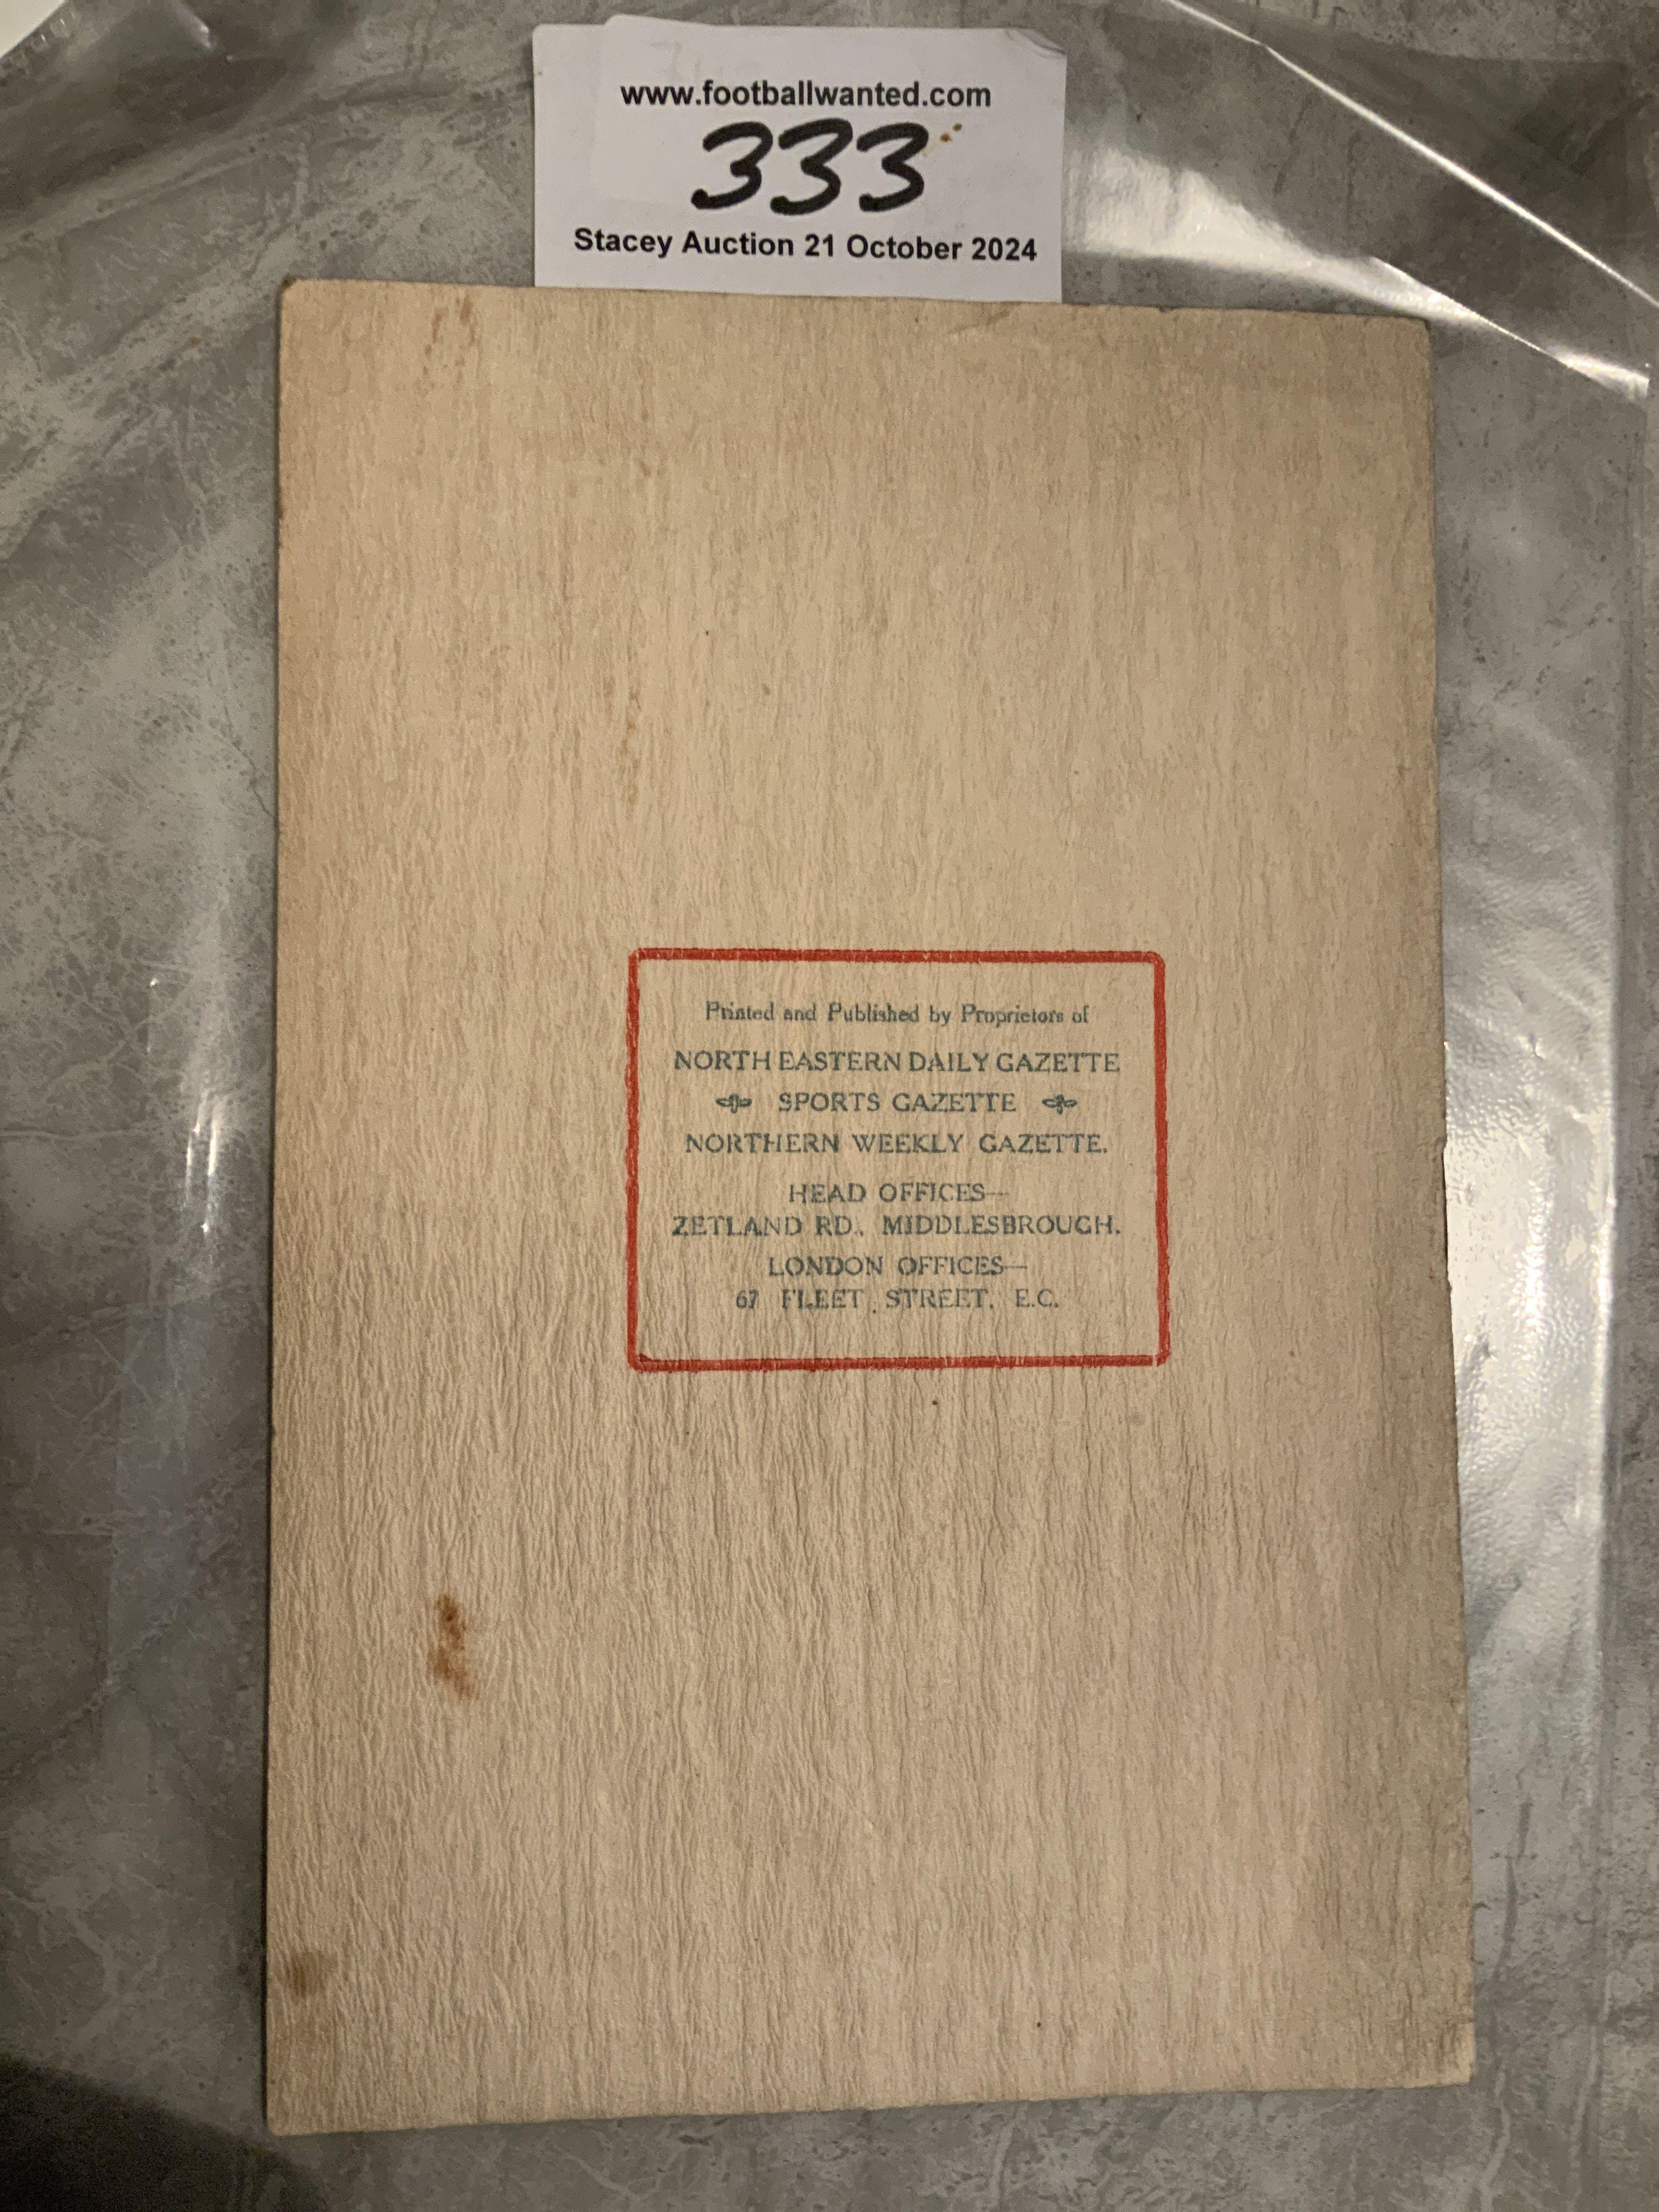 www.footballwanted.com
333
Stacey Auction 21 October 2024
Printed and Published by Proprietors of
NORTH EASTERN DAILY GAZETTE
SPORTS GAZETTE
NORTHERN WEEKLY GAZETTE.
HEAD OFFICES—
ZETLAND RD., MIDDLESBROUGH.
LONDON OFFICES—
67 FLEET STREET, E.C.